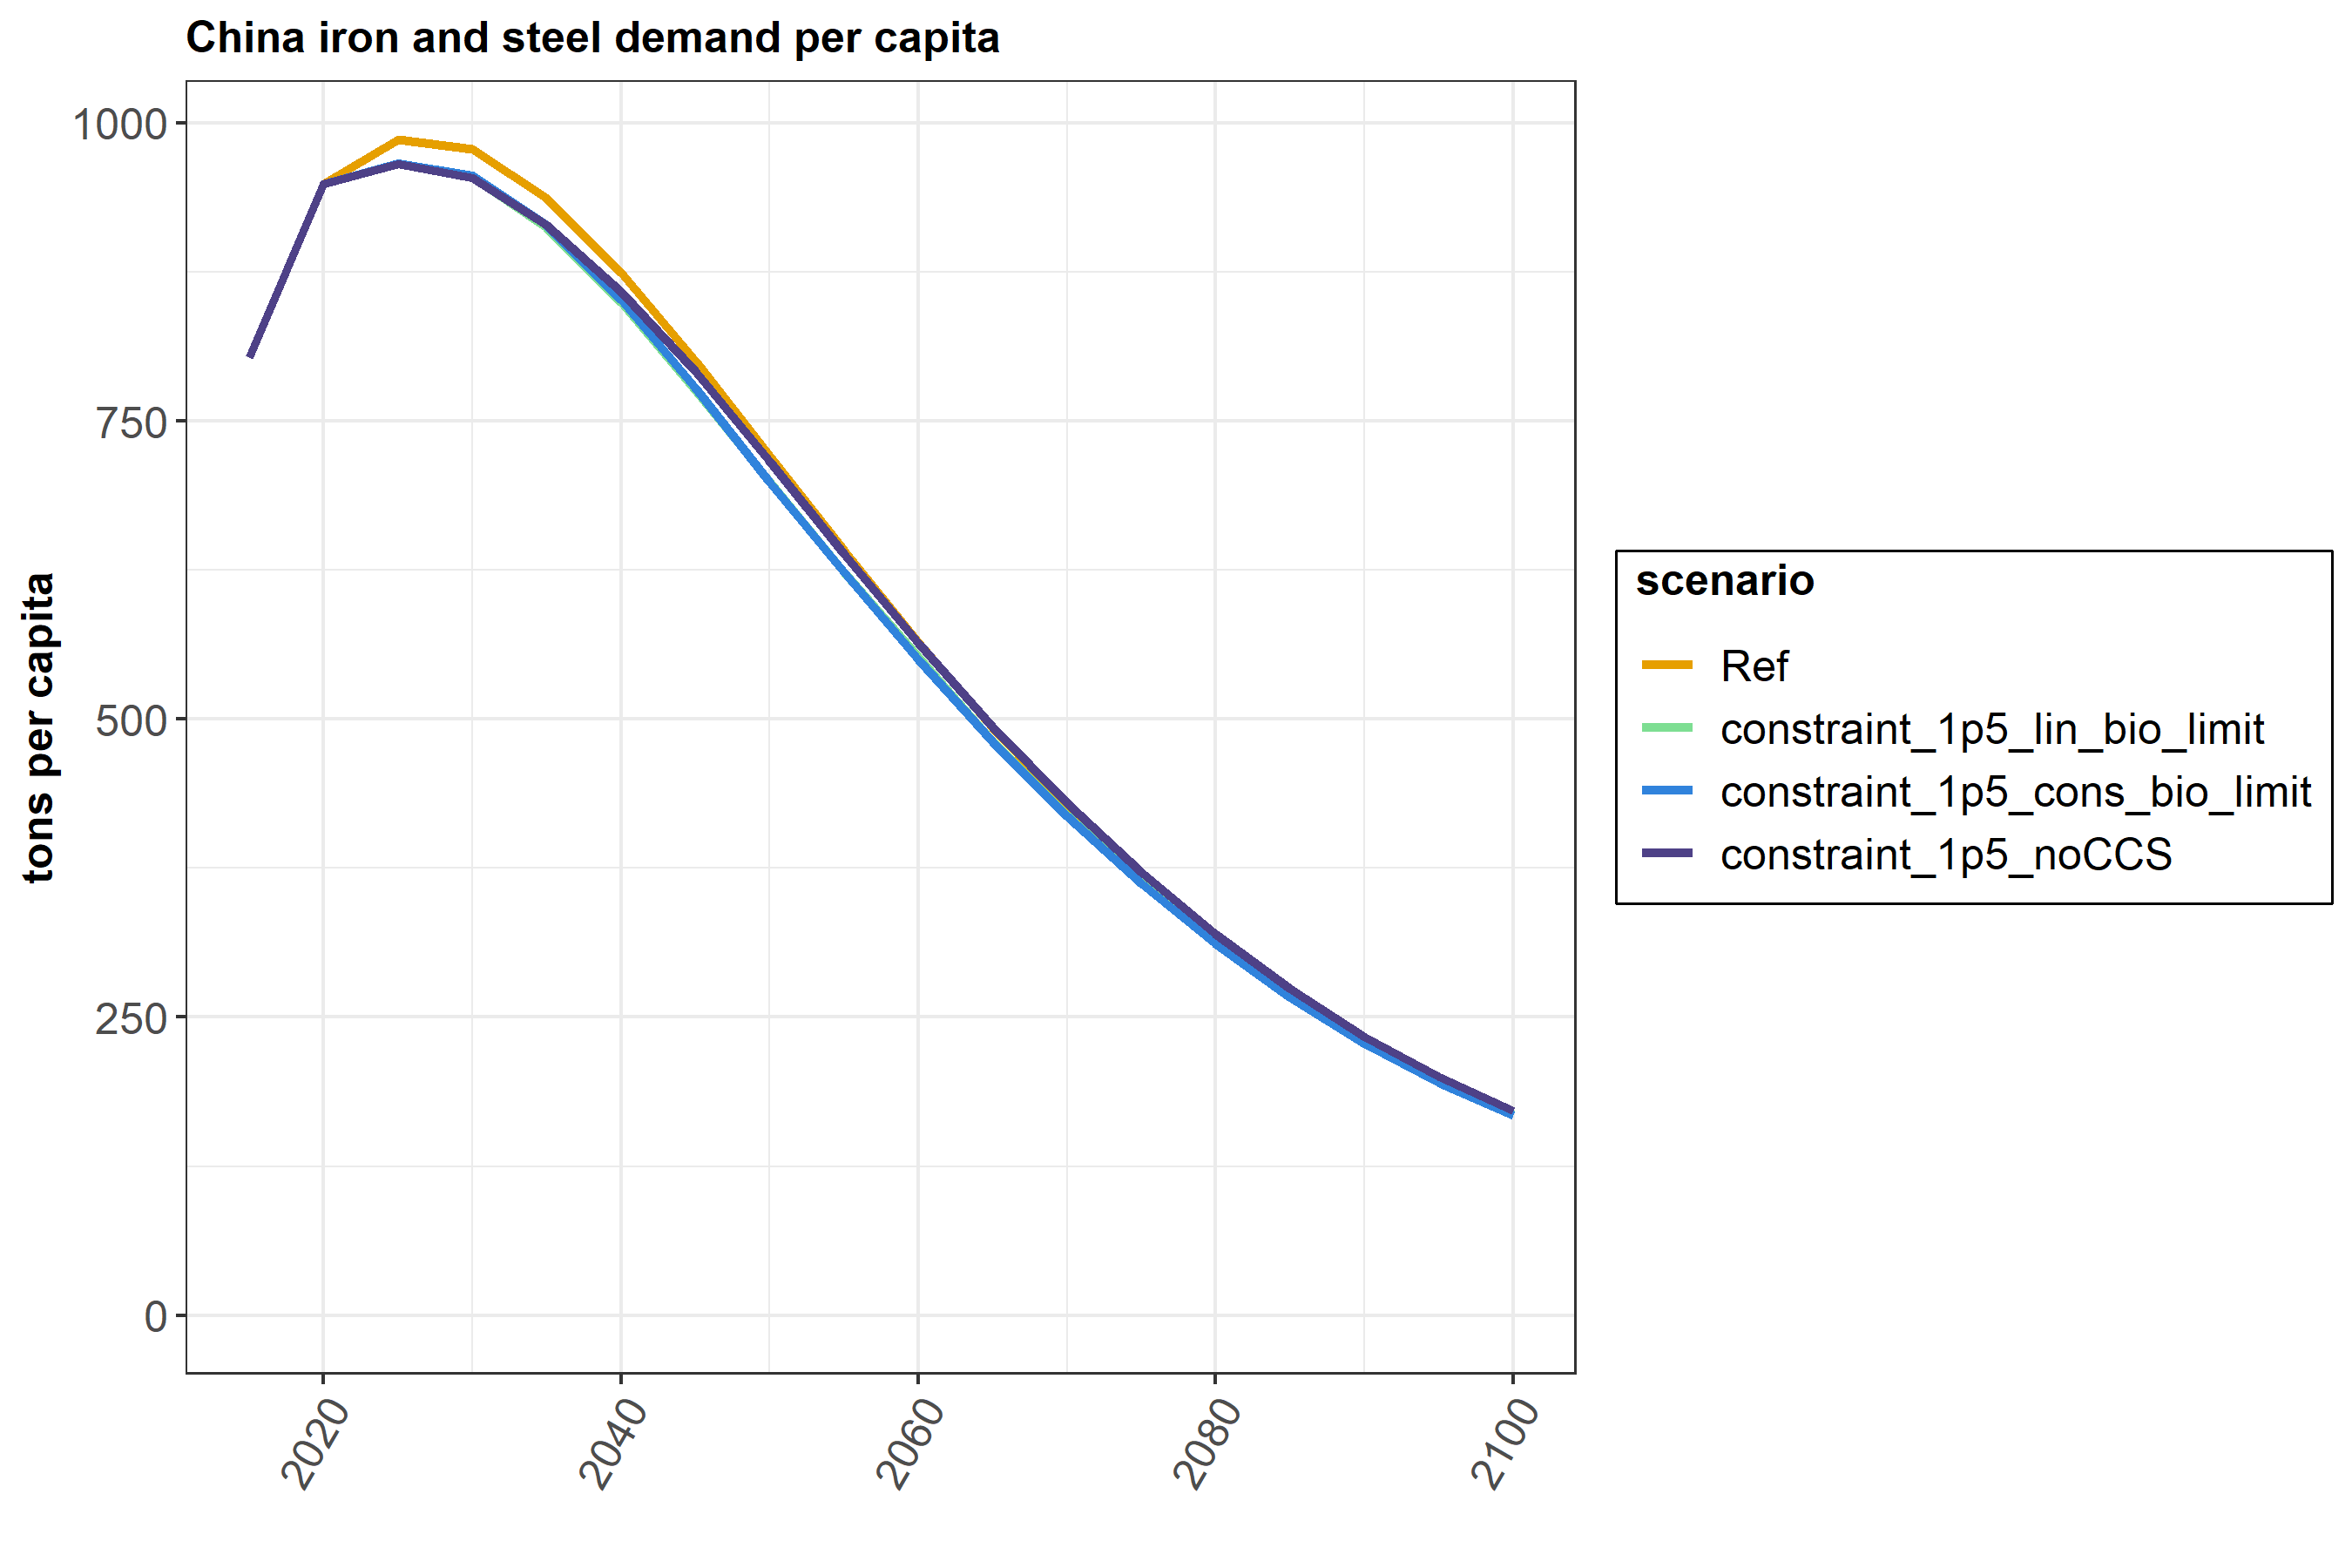 China iron and steel demand per capita
tons per capita
1000
750
500
250
0
2020
2040
2060
2080
2100
scenario
Ref
constraint_1p5_lin_bio_limit
constraint_1p5_cons_bio_limit
constraint_1p5_noCCS